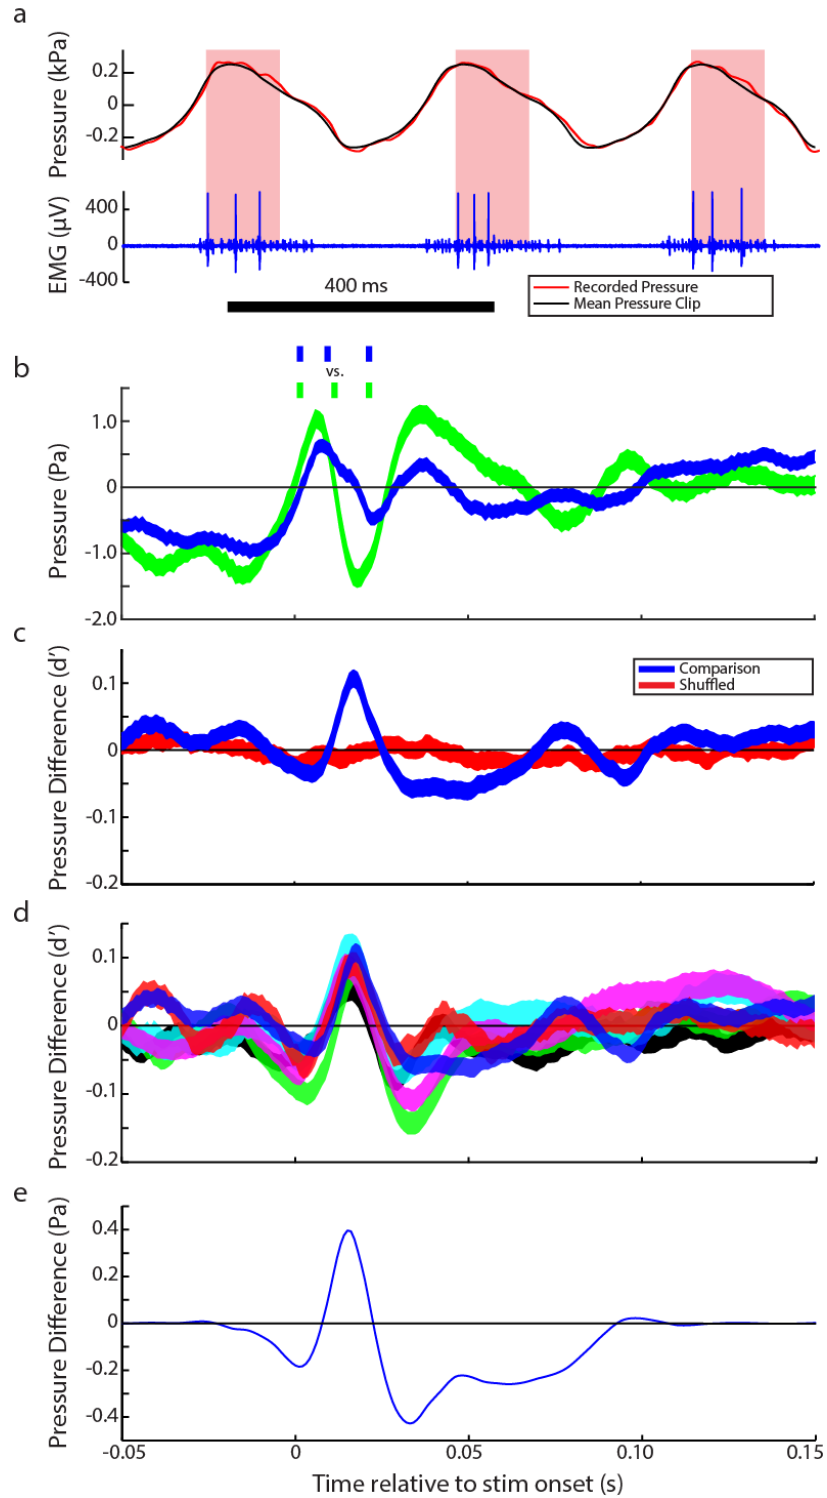 a
Pressure (kPa)
0.2
0
-0.2
EMG (µV)
400
0
-400
400 ms
Recorded Pressure
Mean Pressure Clip
b
vs.
Pressure (Pa)
1.0
0
-1.0
-2.0
c
Pressure Difference (d’)
0.1
0
-0.1
-0.2
Comparison
Shuffled
d
Pressure Difference (d’)
0.1
0
-0.1
-0.2
e
Pressure Difference (Pa)
0.4
0.2
0
-0.2
-0.4
-0.05 0 0.05 0.10 0.15
Time relative to stim onset (s)